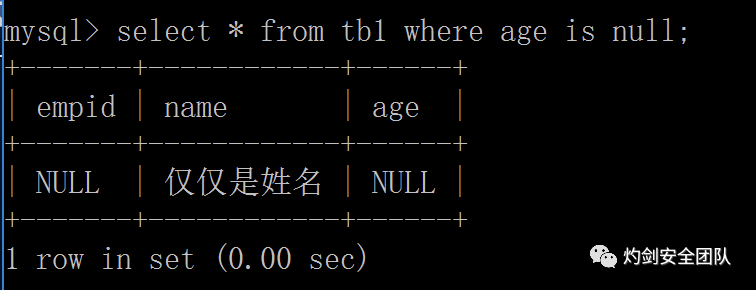 mysql> select * from tb1 where age is null;
+-------+------------+------+
| empid | name | age |
+-------+------------+------+
| NULL | 仅仅是姓名 | NULL |
+-------+------------+------+
1 row in set (0.00 sec)
灼剑安全团队